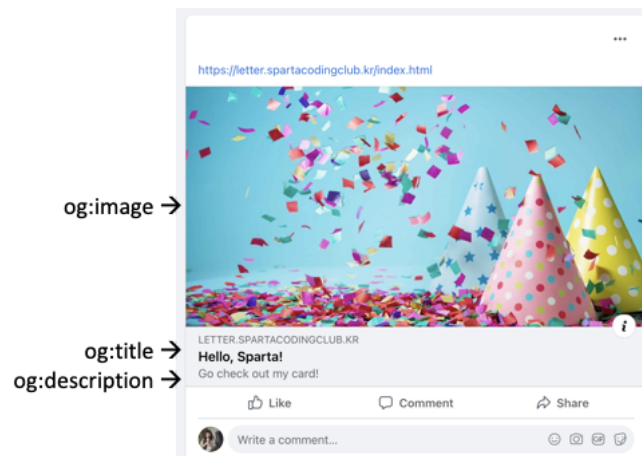 https://letter.spartacodingclub.kr/index.html
og:image →
LETTER.SPARTACODINGCLUB.KR
og:title → Hello, Sparta!
og:description → Go check out my card!
Like Comment Share
Write a comment... GIF